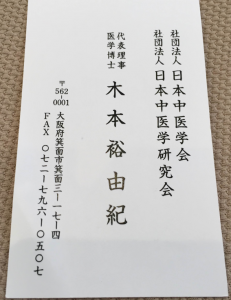 社団法人 日本中医学会
社団法人 日本中医学研究会
代表理事
医学博士
木本裕由紀
〒562-0001
大阪府箕面市箕面三ー一七ー四
FAX 〇七二ー七九六ー〇五〇七